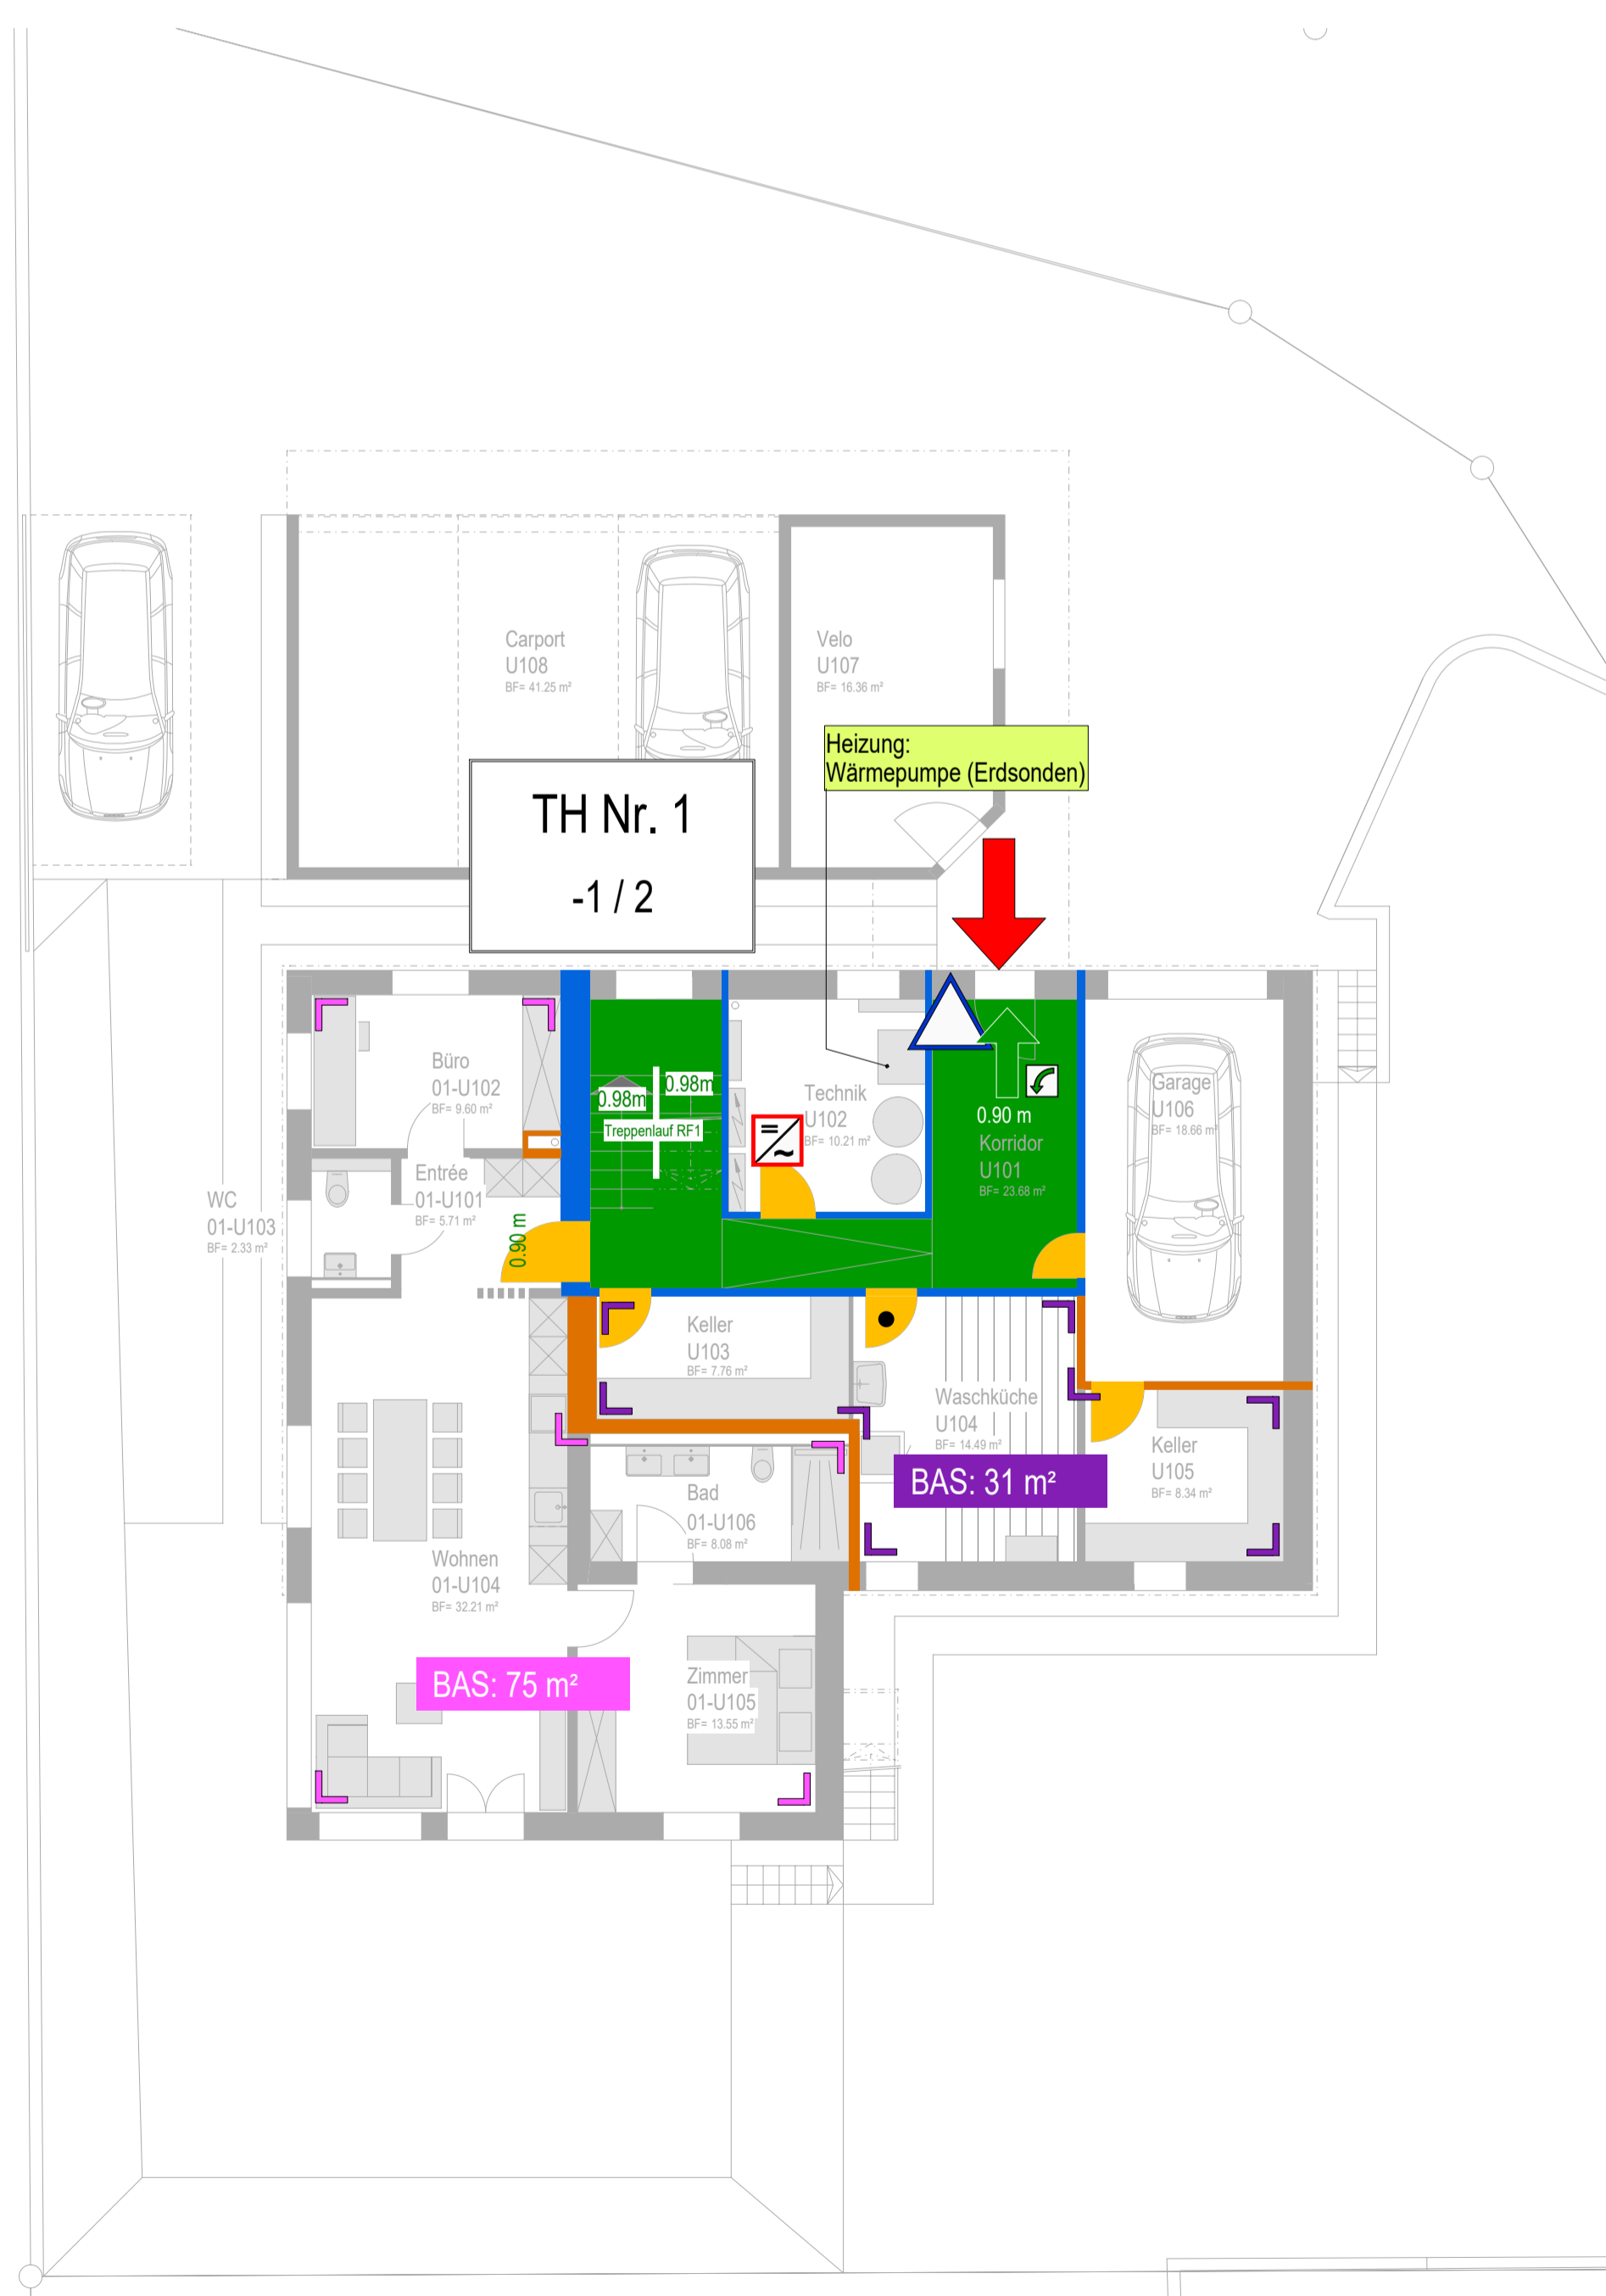 Carport
U108
BF= 41.25 m²
Velo
U107
BF= 16.36 m²
Heizung:
Wärmepumpe (Erdsonden)
TH Nr. 1
-1 / 2
Büro
01-U102
BF= 9.60 m²
0.98m
0.98m
Treppenlauf RF1
Technik
U102
BF= 10.21 m²
0.90 m
Korridor
U101
BF= 23.68 m²
Garage
U106
BF= 18.66 m²
Entrée
01-U101
BF= 5.71 m²
WC
01-U103
BF= 2.33 m²
0.90 m
Keller
U103
BF= 7.76 m²
Waschküche
U104
BF= 14.49 m²
Keller
U105
BF= 8.34 m²
BAS: 31 m²
Bad
01-U106
BF= 8.08 m²
Wohnen
01-U104
BF= 32.21 m²
BAS: 75 m²
Zimmer
01-U105
BF= 13.55 m²